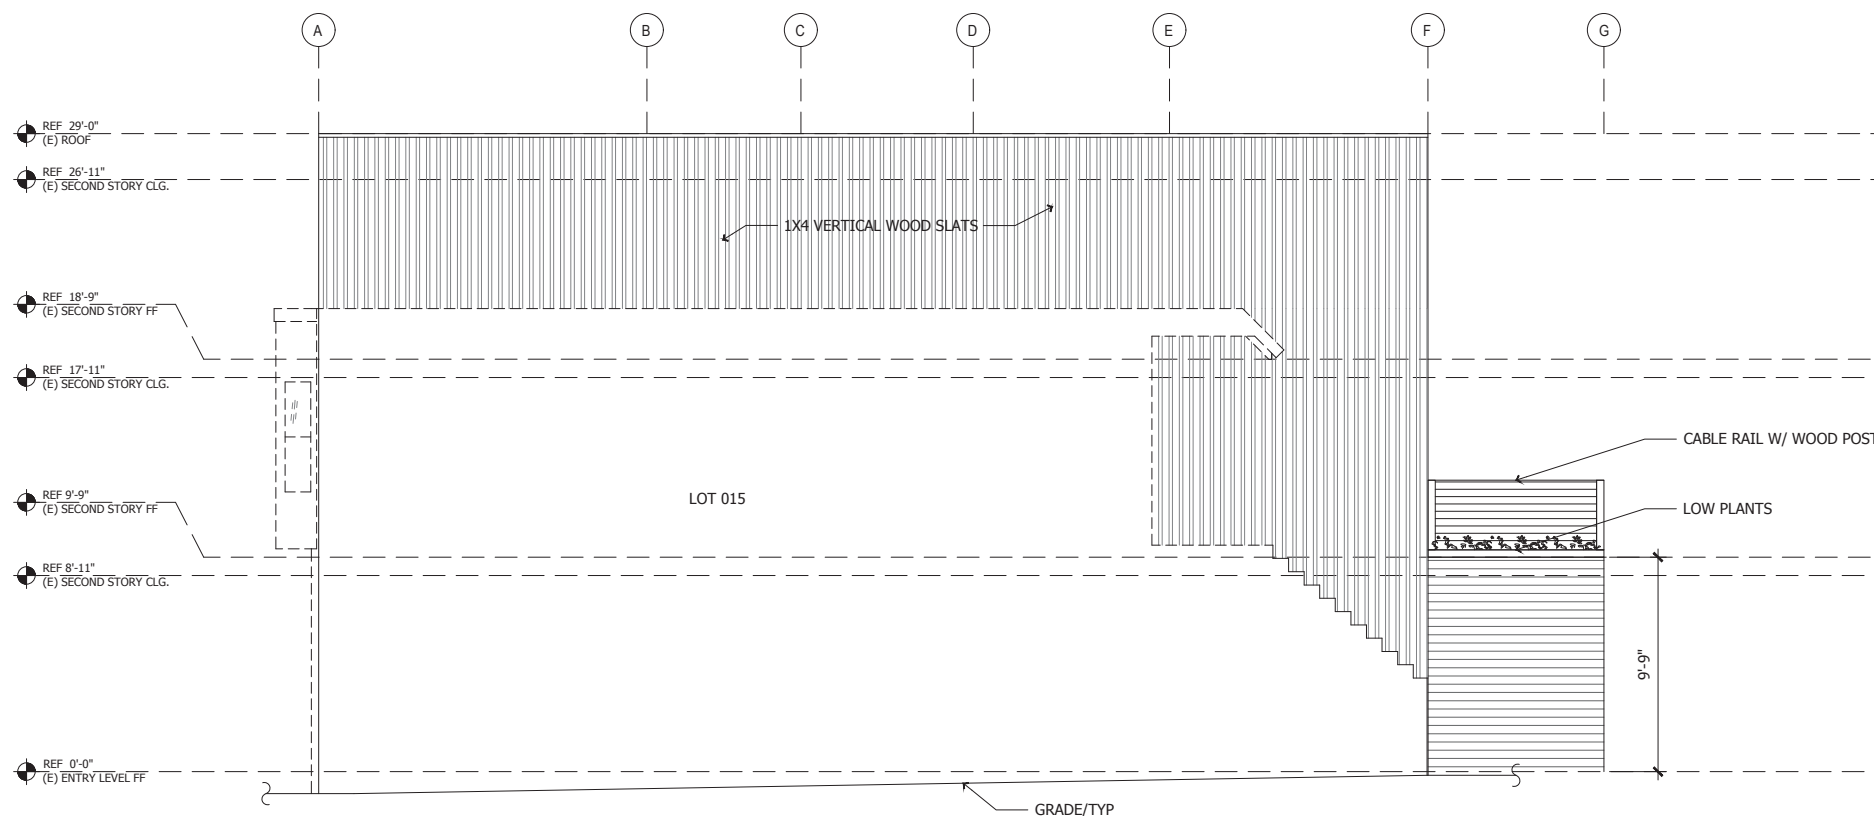 A B C D E F G
REF 29'-0"
(E) ROOF
REF 26'-11"
(E) SECOND STORY CLG.
1X4 VERTICAL WOOD SLATS
REF 18'-9"
(E) SECOND STORY FF
REF 17'-11"
(E) SECOND STORY CLG.
CABLE RAIL W/ WOOD POST
LOT 015
REF 9'-9"
(E) SECOND STORY FF
LOW PLANTS
REF 8'-11"
(E) SECOND STORY CLG.
9'-9"
REF 0'-0"
(E) ENTRY LEVEL FF
GRADE/TYP